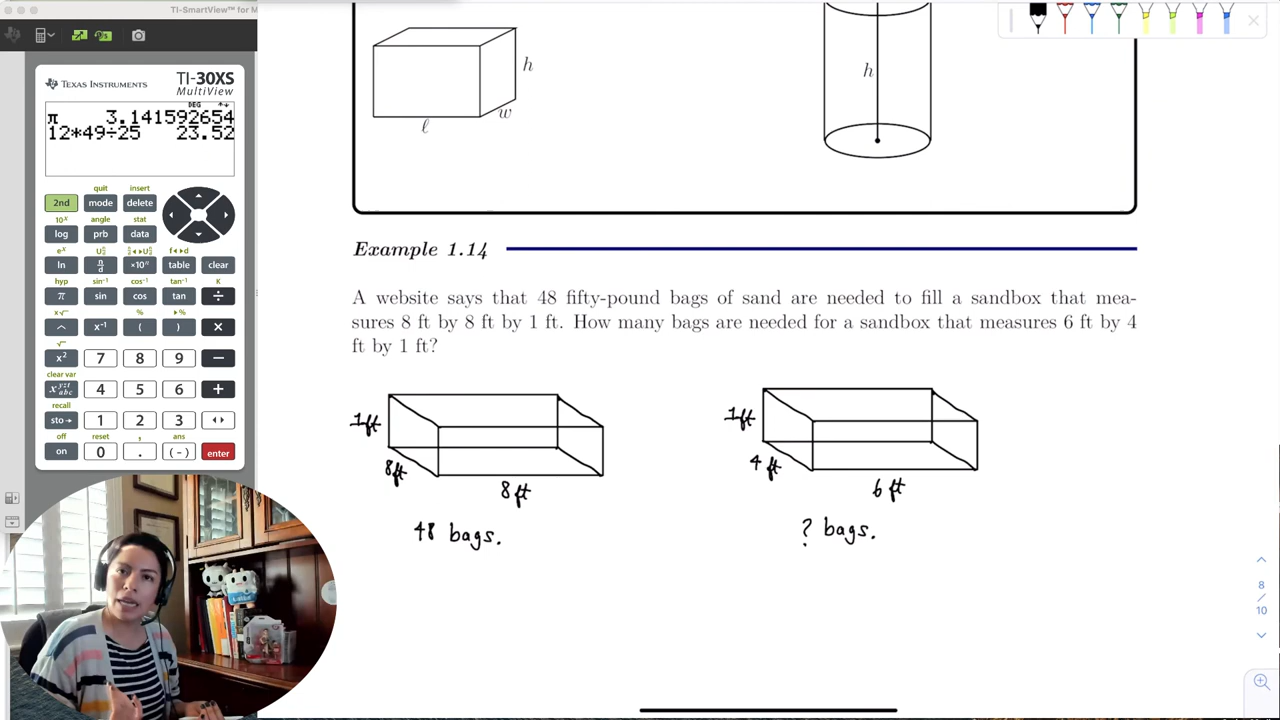 TI-SmartView™ for M
TEXAS INSTRUMENTS
TI-30XS
MultiView
DEG
π 3.141592654
12*49÷25 23.52
quit insert
2nd mode delete
10ˣ angle stat
log prb data
eˣ f◄►d
ln n/d ×10ⁿ table clear
hyp sin⁻¹ cos⁻¹ tan⁻¹ K
π sin cos tan ÷
ˣ√ % ►%
^ x⁻¹ ( ) ×
√
x² 7 8 9 −
clear var
x yzt abc 4 5 6 +
recall
sto→ 1 2 3 ◄►
off reset , ans
on 0 . (−) enter
h
w
ℓ
h
Example 1.14
A website says that 48 fifty-pound bags of sand are needed to fill a sandbox that mea-
sures 8 ft by 8 ft by 1 ft. How many bags are needed for a sandbox that measures 6 ft by 4
ft by 1 ft?
1ft
8ft
8ft
48 bags.
1ft
4ft
6ft
? bags.
8
/
10